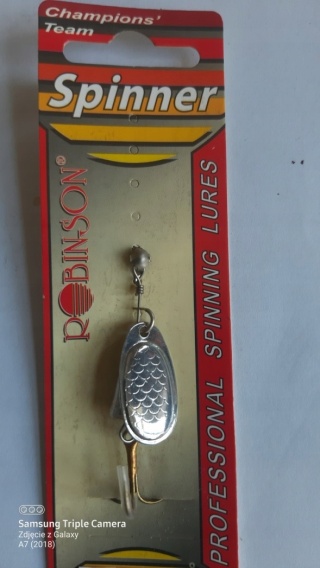 Champions'
Team
Spinner
ROBINSON®
PROFESSIONAL SPINNING LURES
Samsung Triple Camera
Zdjęcie z Galaxy
A7 (2018)